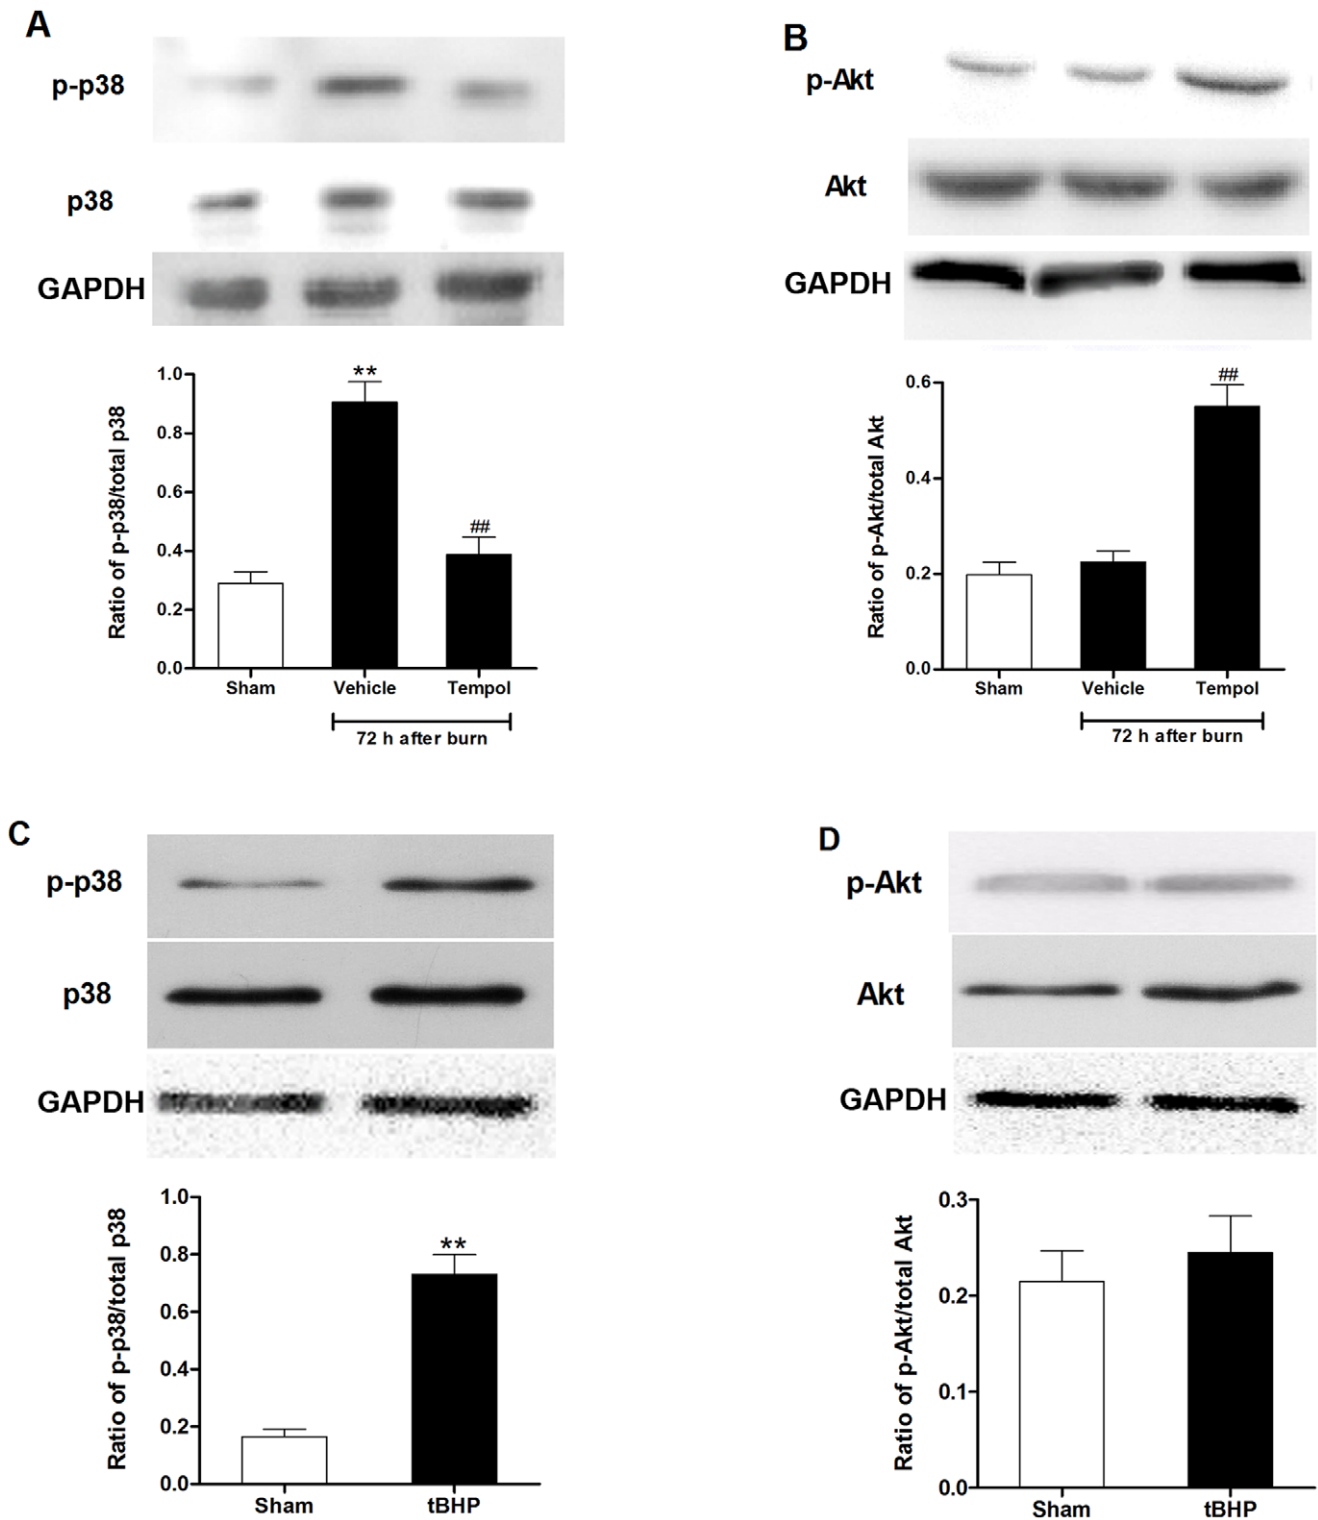 A
p-p38
p38
GAPDH
Ratio of p-p38/total p38
1.0
0.8
0.6
0.4
0.2
0.0
**
##
Sham
Vehicle
Tempol
72 h after burn
B
p-Akt
Akt
GAPDH
Ratio of p-Akt/total Akt
0.6
0.4
0.2
0.0
##
Sham
Vehicle
Tempol
72 h after burn
C
p-p38
p38
GAPDH
Ratio of p-p38/total p38
1.0
0.8
0.6
0.4
0.2
0.0
**
Sham
tBHP
D
p-Akt
Akt
GAPDH
Ratio of p-Akt/total Akt
0.3
0.2
0.1
0.0
Sham
tBHP